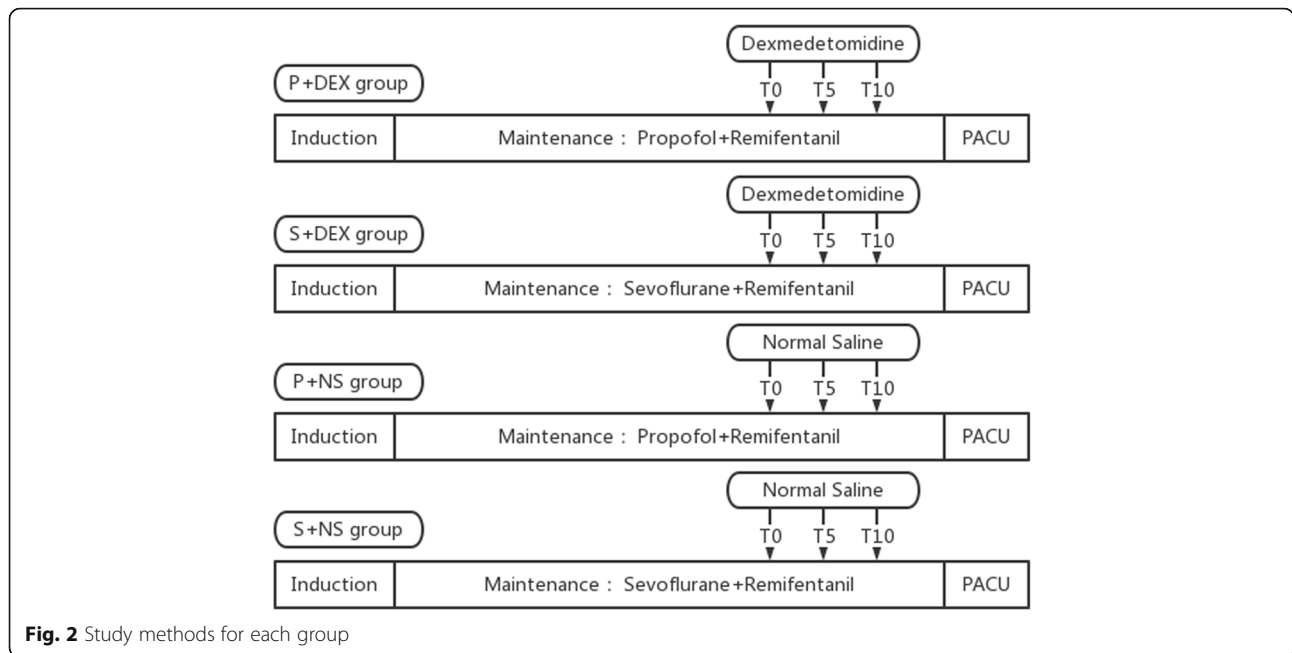 Dexmedetomidine
P+DEX group
T0 T5 T10
Induction Maintenance : Propofol+Remifentanil PACU
Dexmedetomidine
S+DEX group
T0 T5 T10
Induction Maintenance : Sevoflurane+Remifentanil PACU
Normal Saline
P+NS group
T0 T5 T10
Induction Maintenance : Propofol+Remifentanil PACU
Normal Saline
S+NS group
T0 T5 T10
Induction Maintenance : Sevoflurane+Remifentanil PACU
Fig. 2 Study methods for each group